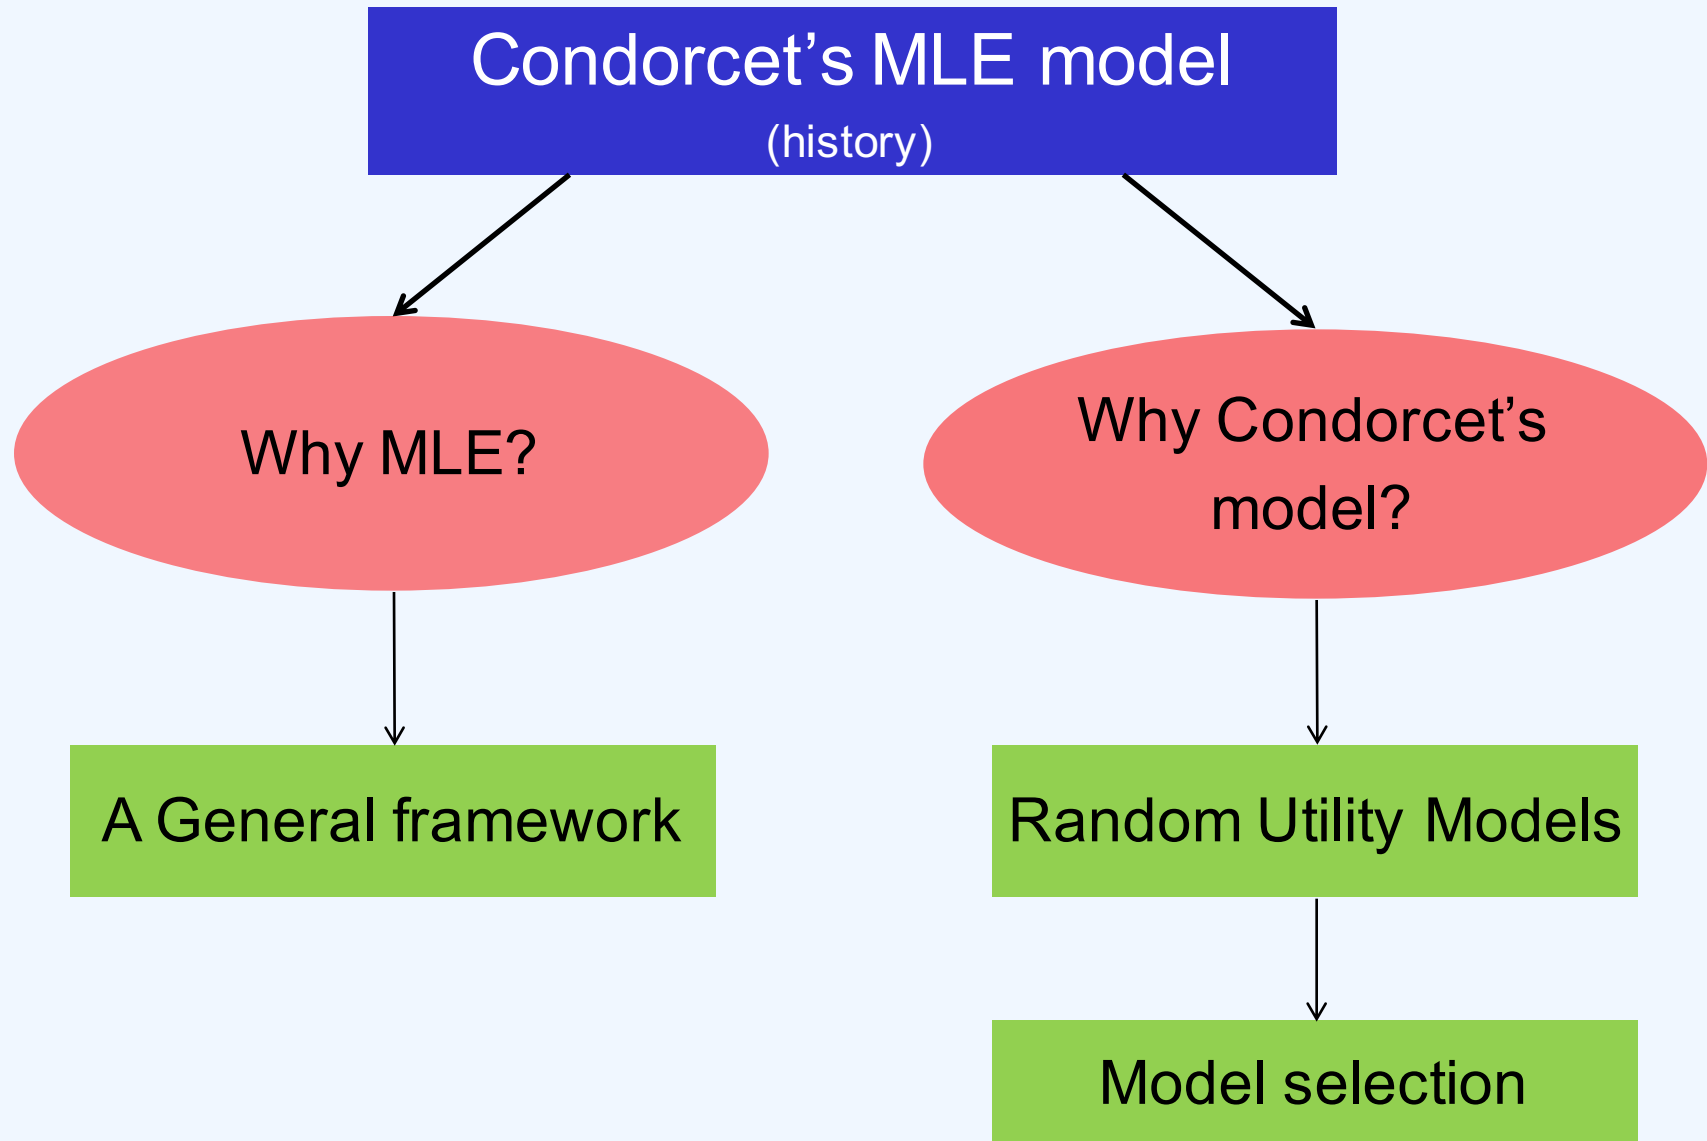 Condorcet’s MLE model
(history)
Why MLE?
Why Condorcet’s
model?
A General framework
Random Utility Models
Model selection